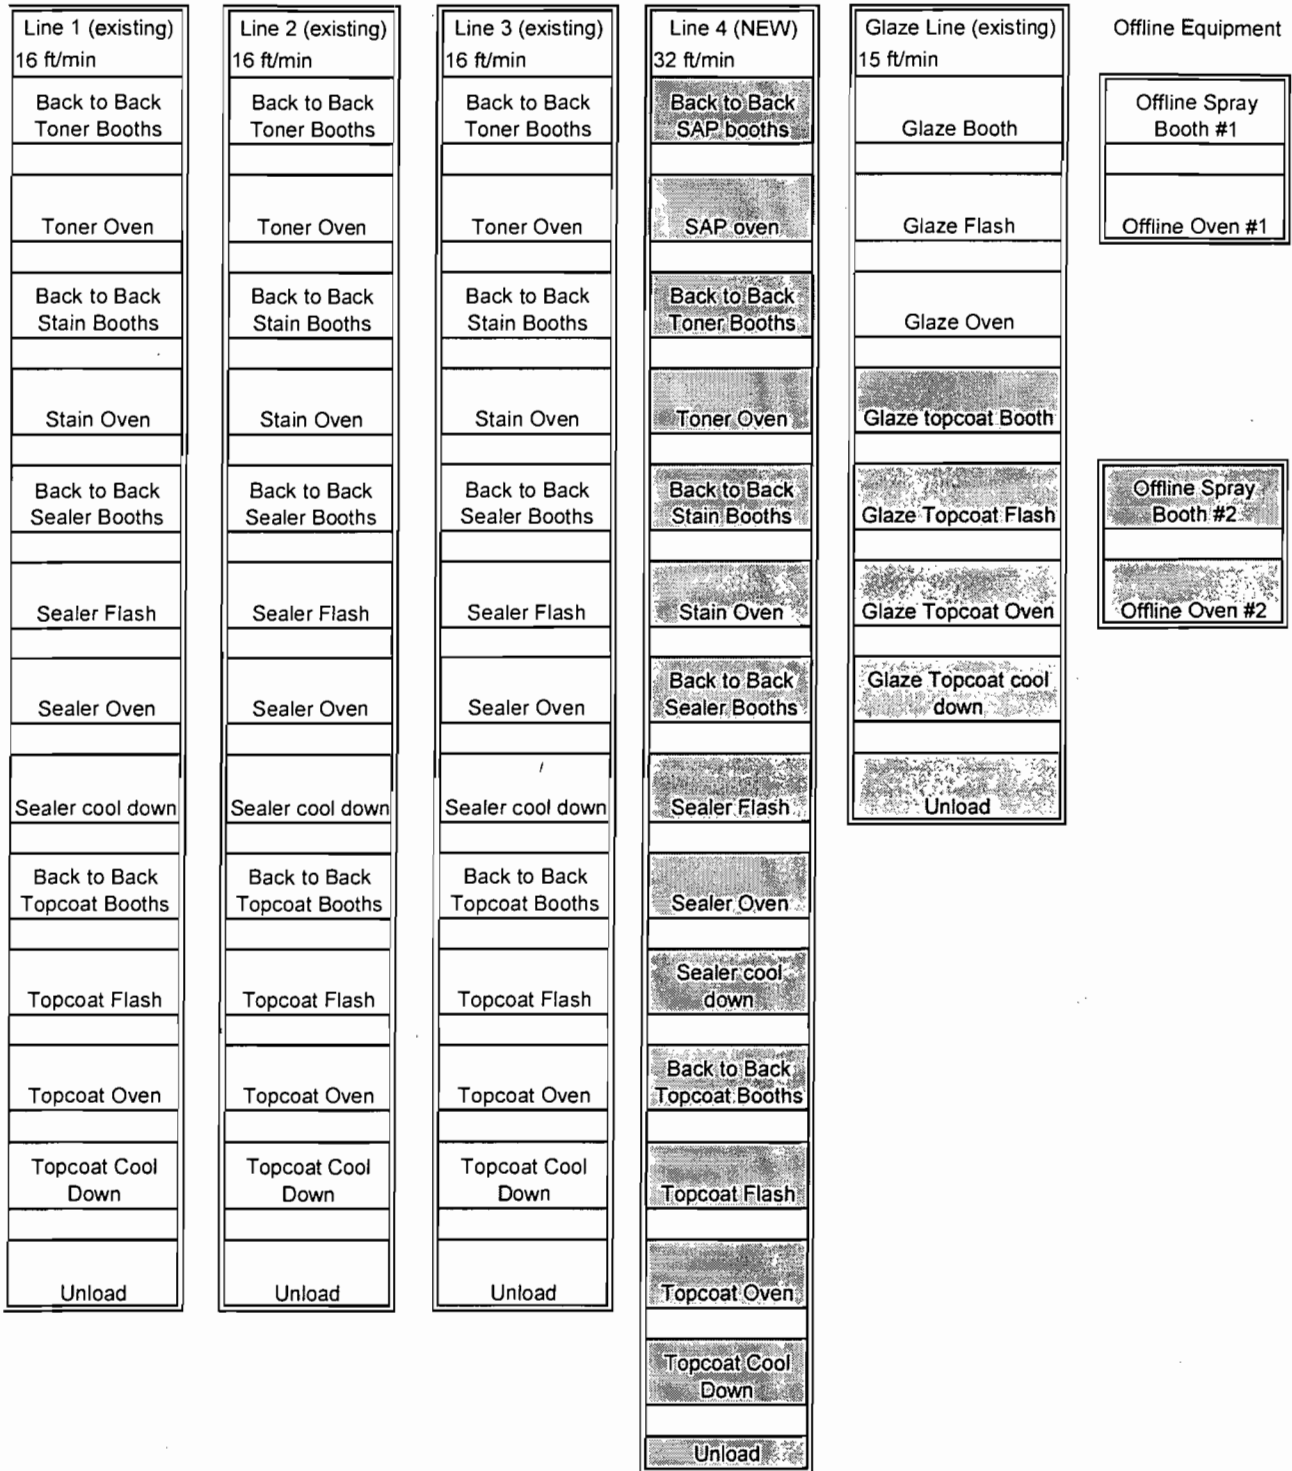 Line 1 (existing)
16 ft/min
Back to Back
Toner Booths
Toner Oven
Back to Back
Stain Booths
Stain Oven
Back to Back
Sealer Booths
Sealer Flash
Sealer Oven
Sealer cool down
Back to Back
Topcoat Booths
Topcoat Flash
Topcoat Oven
Topcoat Cool
Down
Unload
Line 2 (existing)
16 ft/min
Back to Back
Toner Booths
Toner Oven
Back to Back
Stain Booths
Stain Oven
Back to Back
Sealer Booths
Sealer Flash
Sealer Oven
Sealer cool down
Back to Back
Topcoat Booths
Topcoat Flash
Topcoat Oven
Topcoat Cool
Down
Unload
Line 3 (existing)
16 ft/min
Back to Back
Toner Booths
Toner Oven
Back to Back
Stain Booths
Stain Oven
Back to Back
Sealer Booths
Sealer Flash
Sealer Oven
Sealer cool down
Back to Back
Topcoat Booths
Topcoat Flash
Topcoat Oven
Topcoat Cool
Down
Unload
Line 4 (NEW)
32 ft/min
Back to Back
SAP booths
SAP oven
Back to Back
Toner Booths
Toner Oven
Back to Back
Stain Booths
Stain Oven
Back to Back
Sealer Booths
Sealer Flash
Sealer Oven
Sealer cool
down
Back to Back
Topcoat Booths
Topcoat Flash
Topcoat Oven
Topcoat Cool
Down
Unload
Glaze Line (existing)
15 ft/min
Glaze Booth
Glaze Flash
Glaze Oven
Glaze topcoat Booth
Glaze Topcoat Flash
Glaze Topcoat Oven
Glaze Topcoat cool
down
Unload
Offline Equipment
Offline Spray
Booth #1
Offline Oven #1
Offline Spray
Booth #2
Offline Oven #2